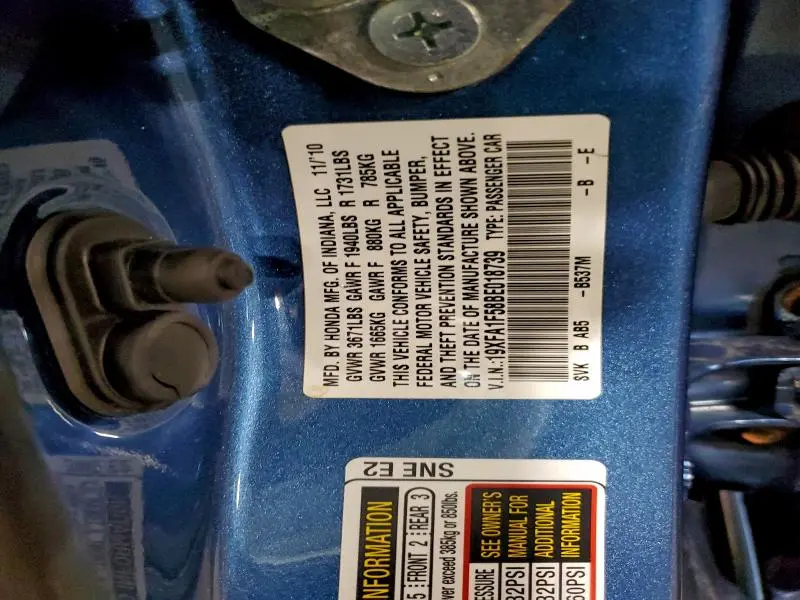 MFD. BY HONDA MFG. OF INDIANA, LLC 11/'10
GVWR 3671LBS GAWR F 1940LBS R 1731LBS
GVWR 1665KG GAWR F 880KG R 785KG
THIS VEHICLE CONFORMS TO ALL APPLICABLE
FEDERAL MOTOR VEHICLE SAFETY, BUMPER,
AND THEFT PREVENTION STANDARDS IN EFFECT
ON THE DATE OF MANUFACTURE SHOWN ABOVE.
V.I.N.:19XFA1F58BE018739 TYPE: PASSENGER CAR
SVK B AB5 -B537M -B -E
SNE E2
INFORMATION
5 FRONT 2 REAR 3
exceed 385kg or 850lbs.
SEE OWNER'S
MANUAL FOR
ADDITIONAL
INFORMATION
32PSI
32PSI
60PSI